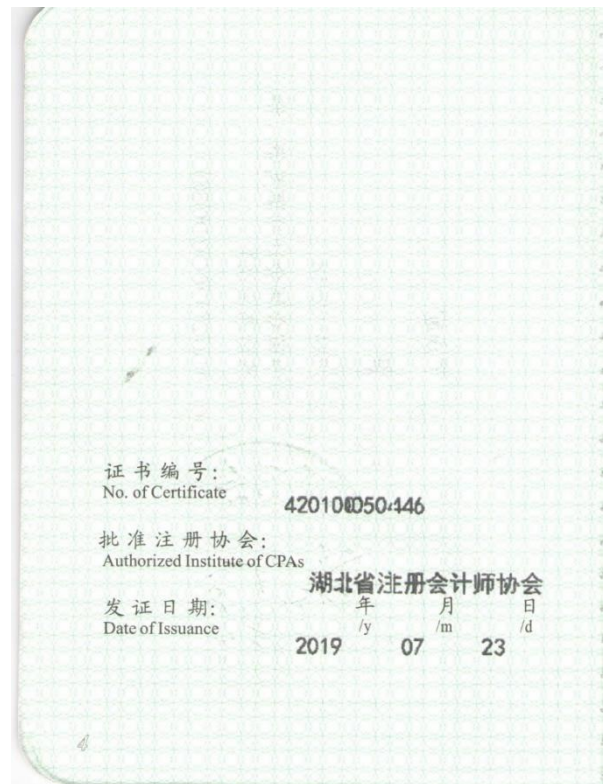 证书编号:
No. of Certificate
420100050446
批准注册协会:
Authorized Institute of CPAs
湖北省注册会计师协会
发证日期:
Date of Issuance
年 月 日
/y /m /d
2019 07 23
4